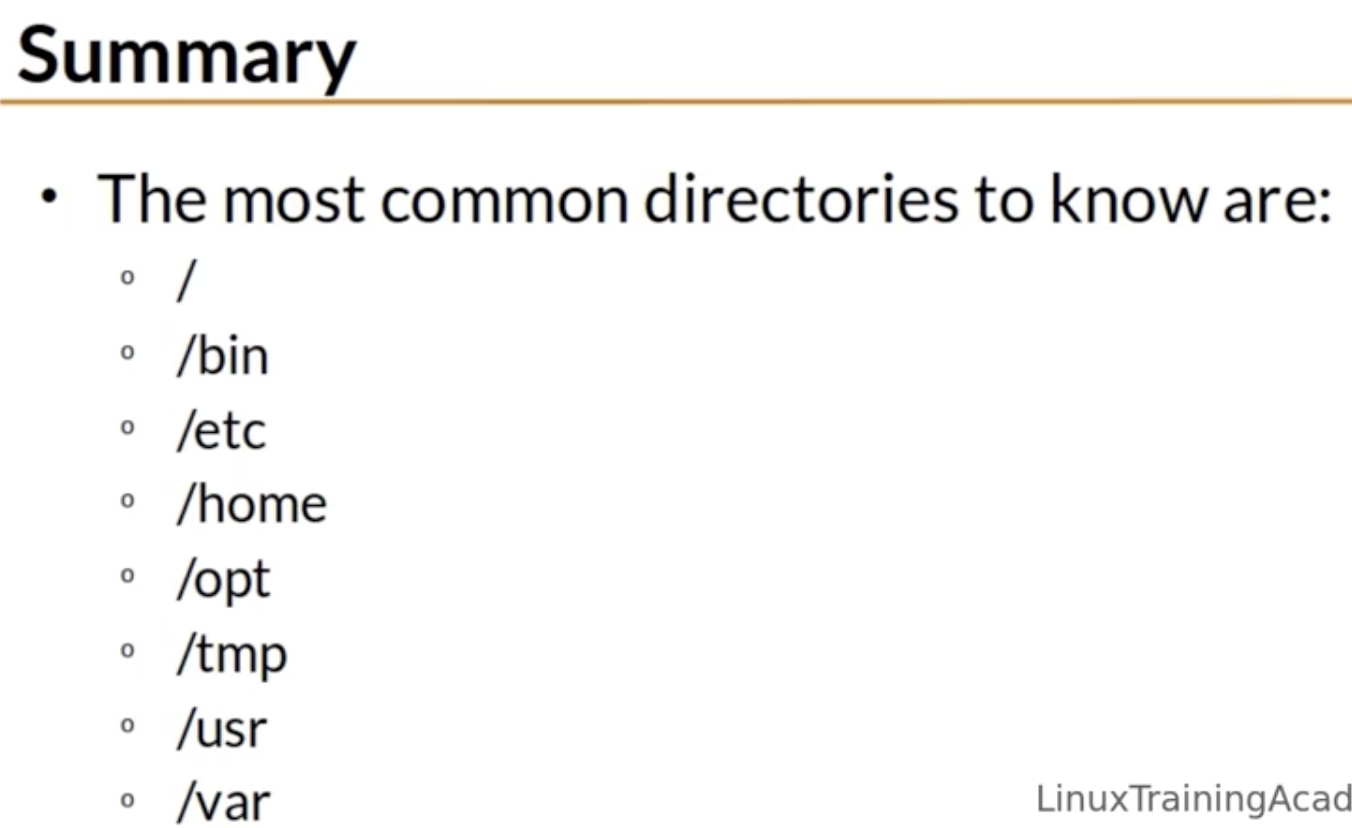 Summary
• The most common directories to know are:
o /
o /bin
o /etc
o /home
o /opt
o /tmp
o /usr
o /var
LinuxTrainingAcad